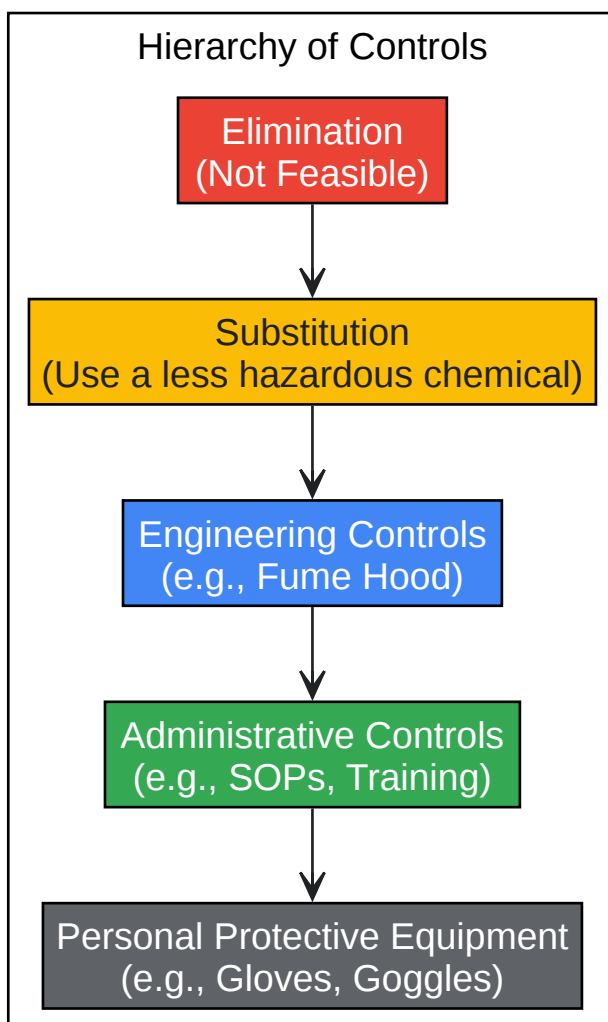 Hierarchy of Controls
Elimination
(Not Feasible)
Substitution
(Use a less hazardous chemical)
Engineering Controls
(e.g., Fume Hood)
Administrative Controls
(e.g., SOPs, Training)
Personal Protective Equipment
(e.g., Gloves, Goggles)